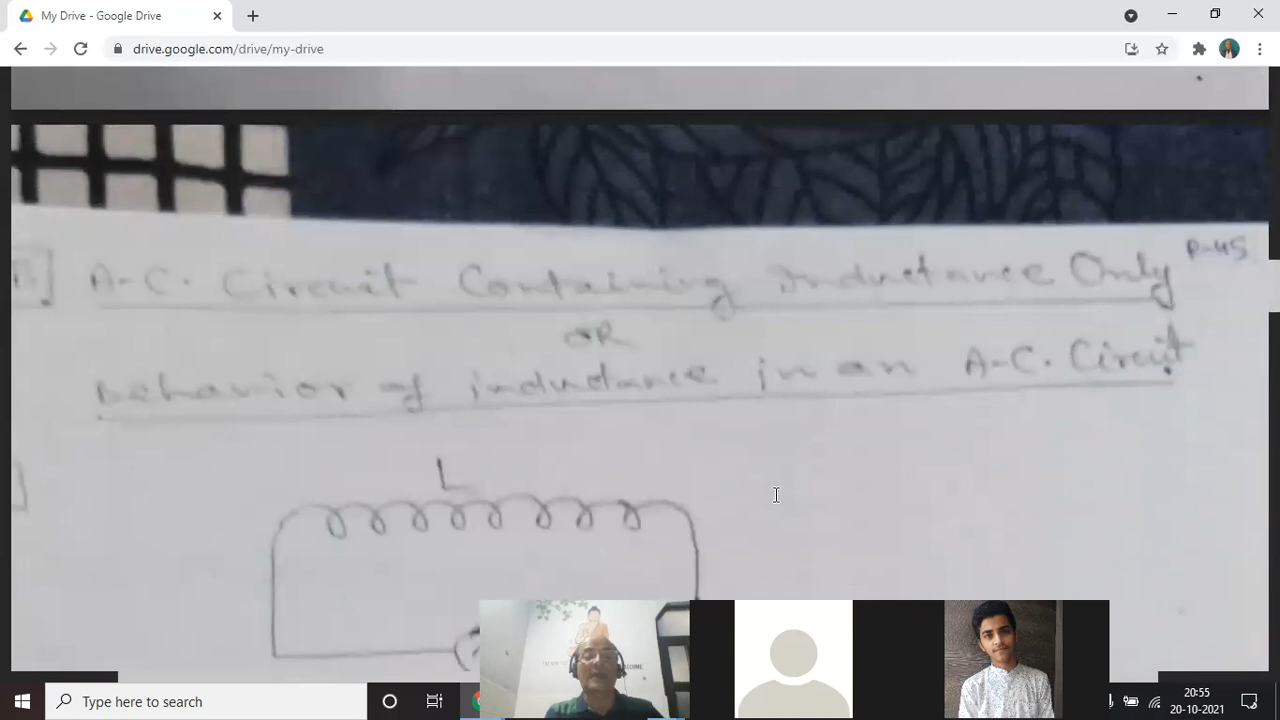 My Drive - Google Drive
drive.google.com/drive/my-drive
P-45
B] A-C. Circuit Containing Inductance Only
OR
Behavior of inductance in an A-C. Circuit
L
WELCOME
Type here to search
20:55
20-10-2021